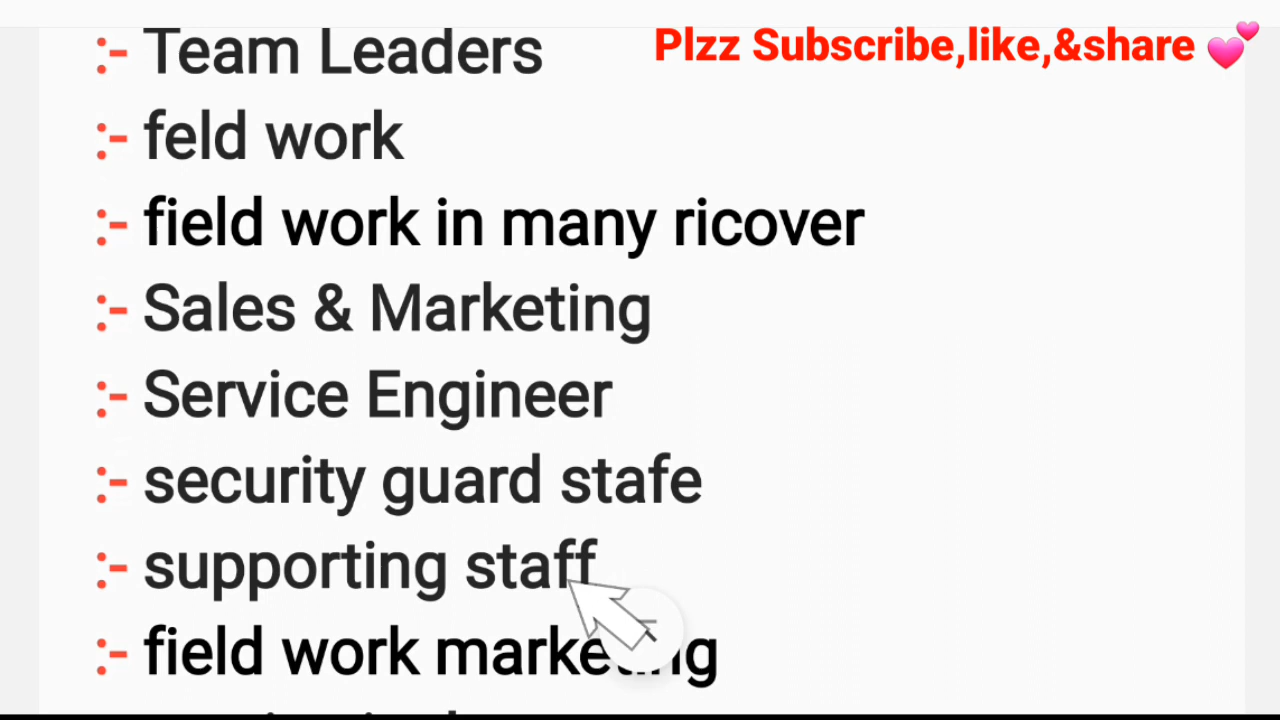 :- Team Leaders
Plzz Subscribe,like,&share 💕
:- feld work
:- field work in many ricover
:- Sales & Marketing
:- Service Engineer
:- security guard stafe
:- supporting staff
:- field work marketing